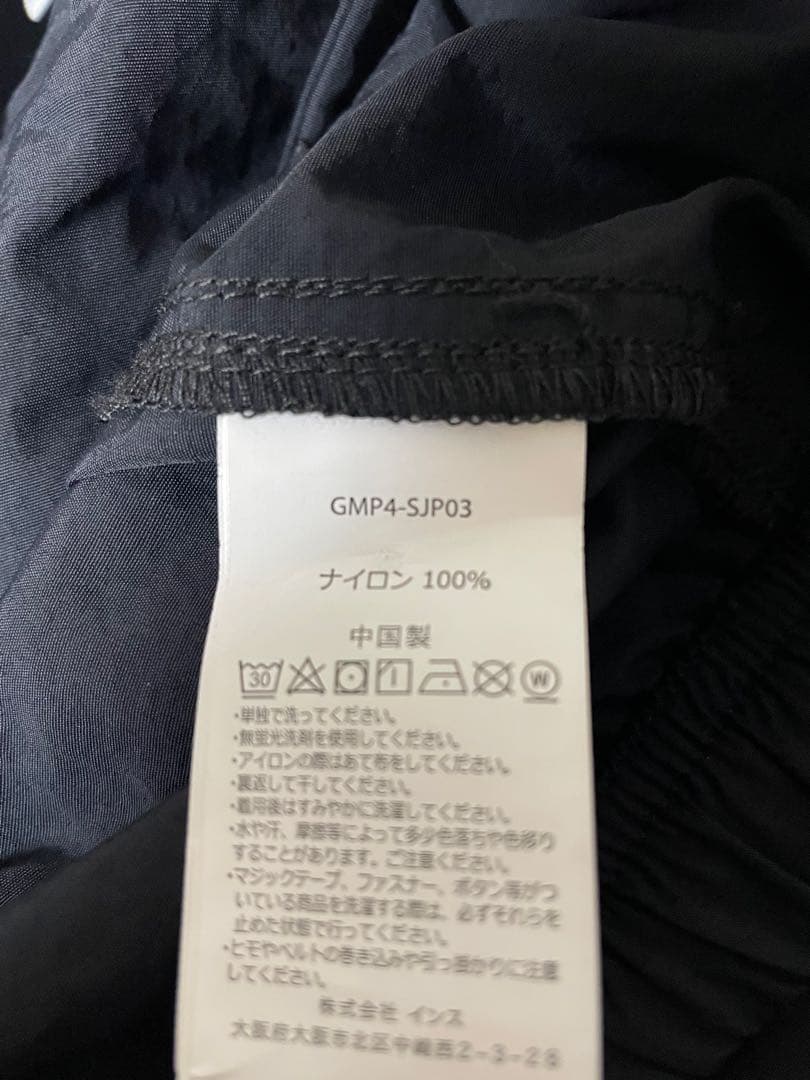 GMP4-SJP03
ナイロン 100%
中国製
30 W
・単独で洗ってください。
・無蛍光洗剤を使用してください。
・アイロンの際はあて布をしてください。
・裏返して干してください。
・着用後はすみやかに洗濯してください。
・水や汗、摩擦等によって多少色落ちや色移り
することがあります。ご注意ください。
・マジックテープ、ファスナー、ボタン等がつ
いている商品を洗濯する際は、必ずそれらを
止めた状態で行ってください。
・ヒモやベルトの巻き込みや引っ掛かりに注意
してください。
株式会社 インス
大阪府大阪市北区中崎西2-3-28